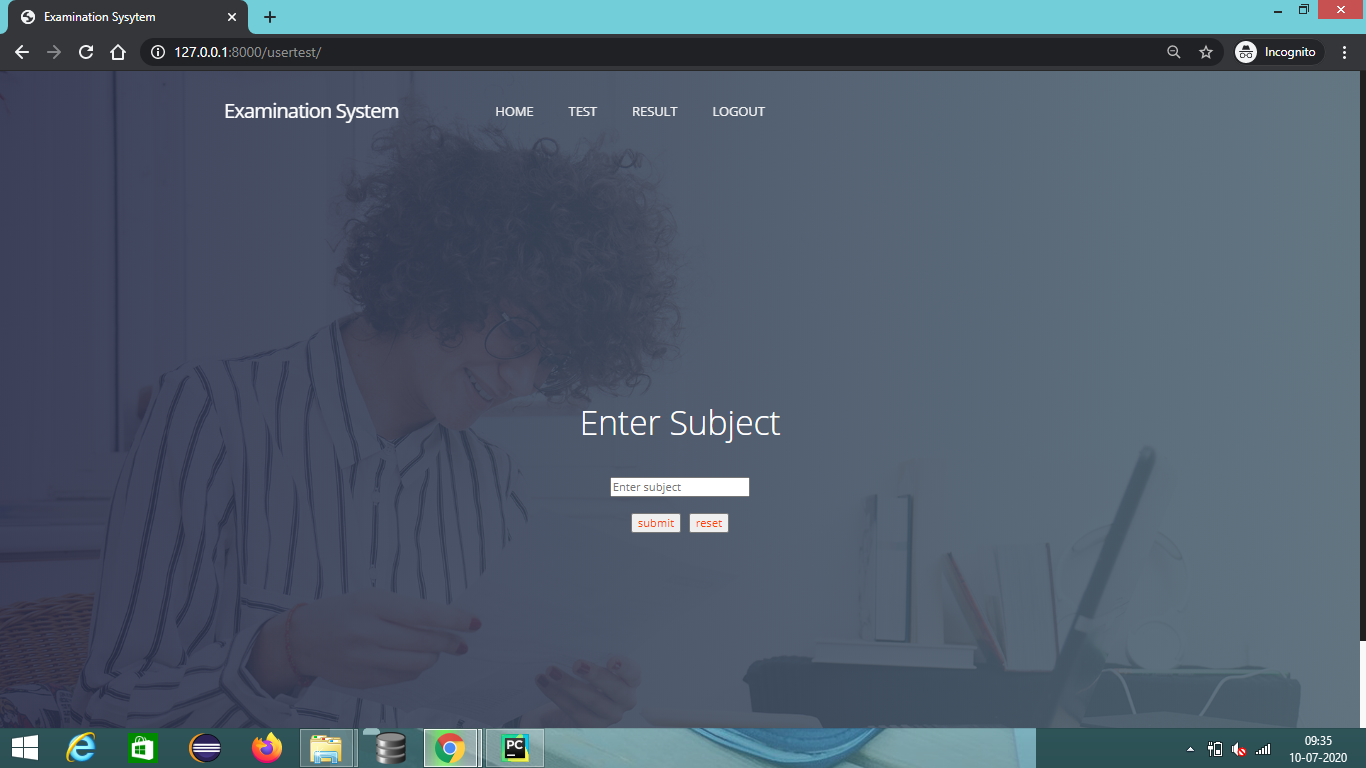 Examination Sysytem
127.0.0.1:8000/usertest/
Incognito
Examination System
HOME TEST RESULT LOGOUT
Enter Subject
Enter subject
submit reset
PC
09:35
10-07-2020